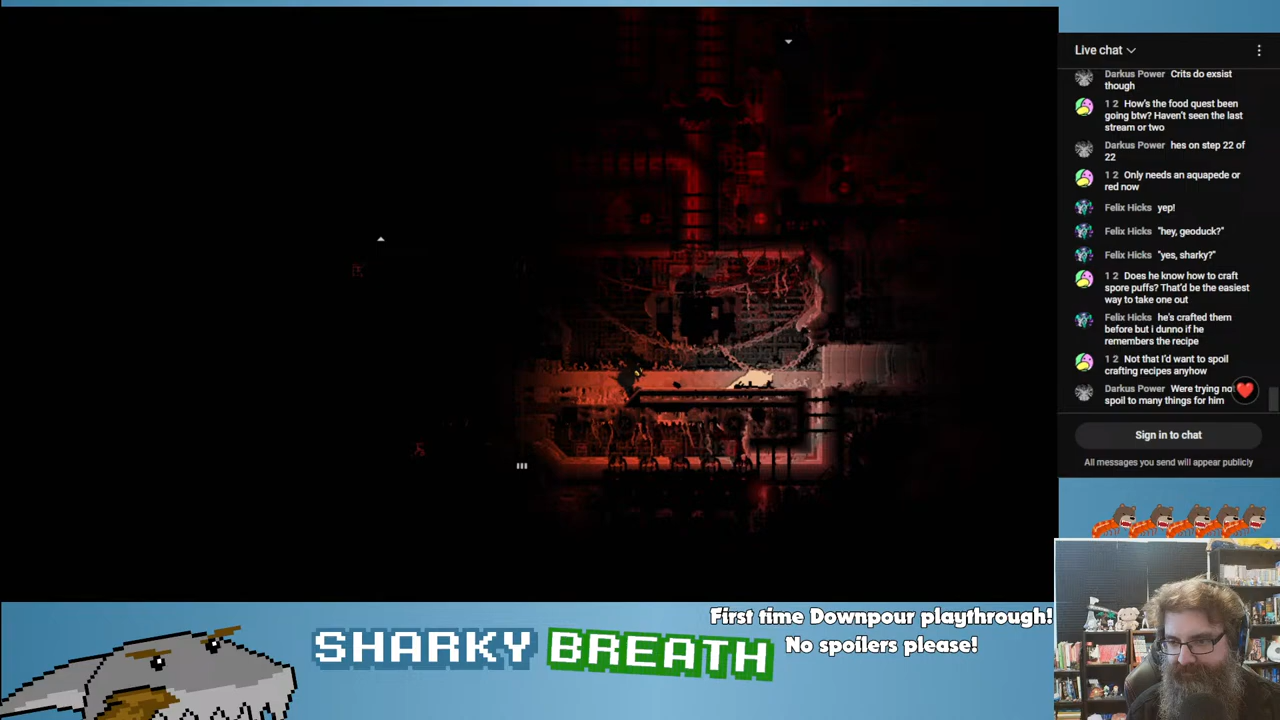 Live chat
Darkus Power Crits do exsist
though
1 2 How's the food quest been
going btw? Haven't seen the last
stream or two
Darkus Power hes on step 22 of
22
1 2 Only needs an aquapede or
red now
Felix Hicks yep!
Felix Hicks "hey, geoduck?"
Felix Hicks "yes, sharky?"
1 2 Does he know how to craft
spore puffs? That'd be the easiest
way to take one out
Felix Hicks he's crafted them
before but i dunno if he
remembers the recipe
1 2 Not that I'd want to spoil
crafting recipes anyhow
Darkus Power Were trying no
spoil to many things for him
Sign in to chat
All messages you send will appear publicly
First time Downpour playthrough!
No spoilers please!
SHARKY BREATH